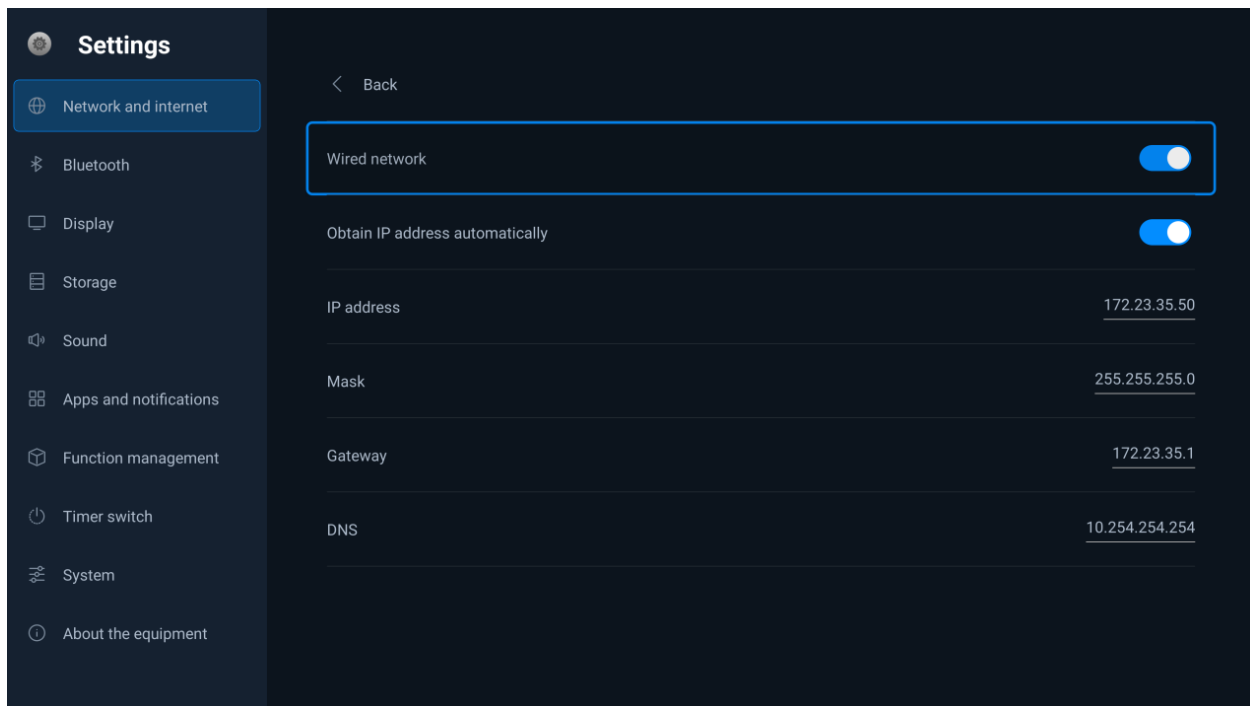 Settings
Network and internet
Bluetooth
Display
Storage
Sound
Apps and notifications
Function management
Timer switch
System
About the equipment
Back
Wired network
Obtain IP address automatically
IP address 172.23.35.50
Mask 255.255.255.0
Gateway 172.23.35.1
DNS 10.254.254.254